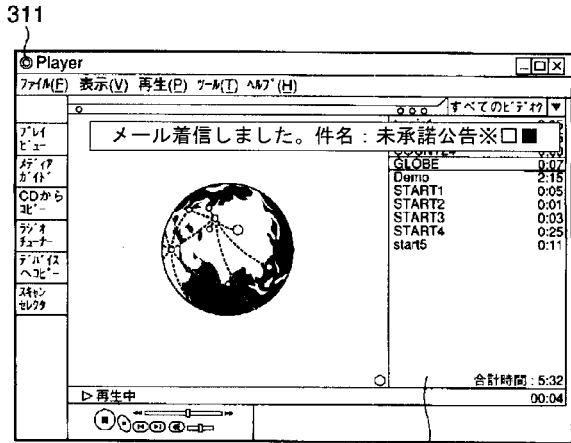 311
Player
ファイル(F) 表示(V) 再生(P) ツール(T) ヘルプ(H)
すべてのビデオク
メール着信しました。件名：未承諾公告※□■
プレイ
ビュー
メディア
ガイド
CDから
コピー
ラジオ
チューナー
デバイス
へコピー
スキャン
セレクタ
GLOBE 0:07
Demo 2:15
START1 0:05
START2 0:01
START3 0:03
START4 0:25
start5 0:11
合計時間：5:32
▷再生中 00:04